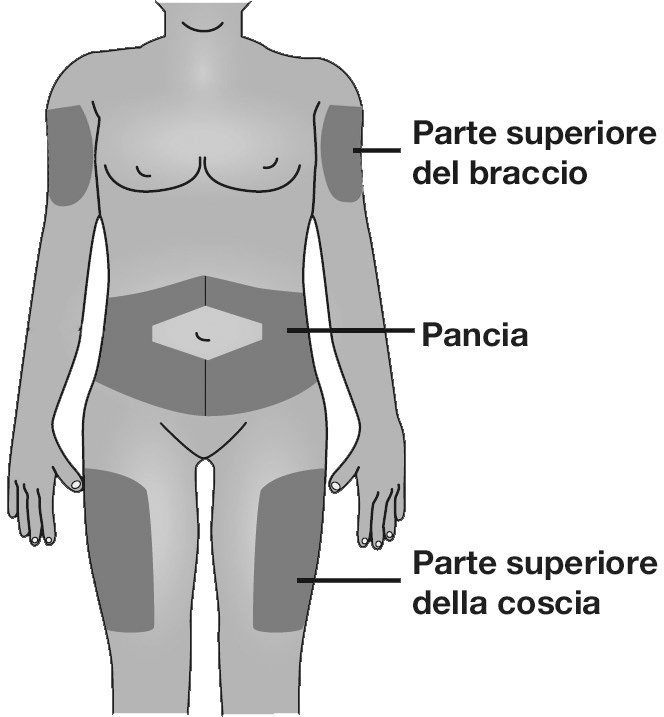 Parte superiore
del braccio
Pancia
Parte superiore
della coscia